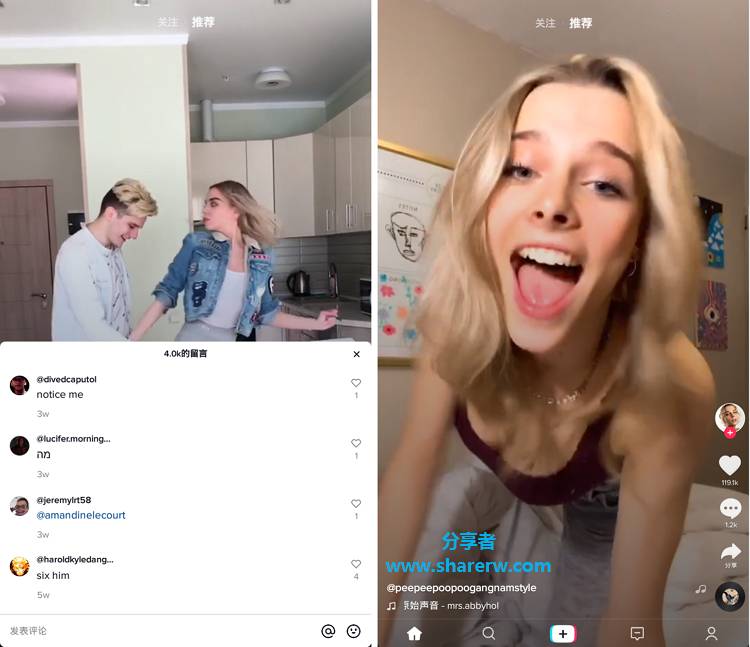 关注 推荐
4.0k的留言
@divedcaputol
notice me
3w
1
@lucifer.morning...
מה
3w
1
@jeremylrt58
@amandinelecourt
3w
1
@haroldkyledang...
six him
5w
4
发表评论
关注 推荐
119.1k
1.2k
分享
分享者
www.sharerw.com
@peepeepoopoogangnamstyle
原始声音 - mrs.abbyhol